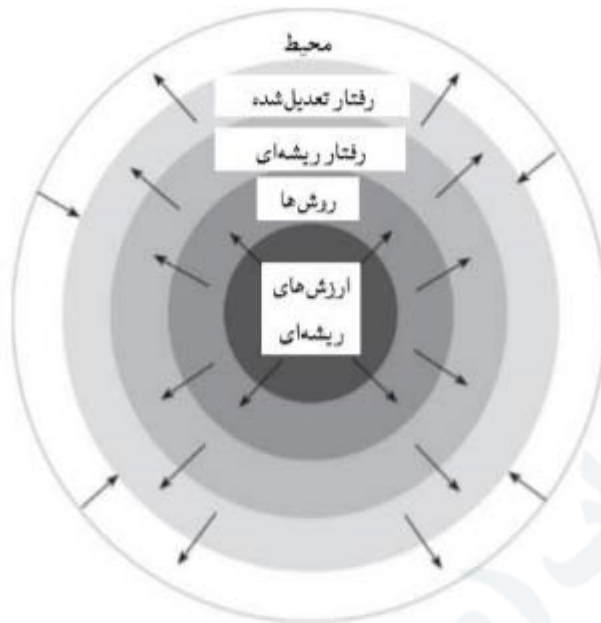 محیط
رفتار تعدیل‌شده
رفتار ریشه‌ای
روش‌ها
ارزش‌های
ریشه‌ای